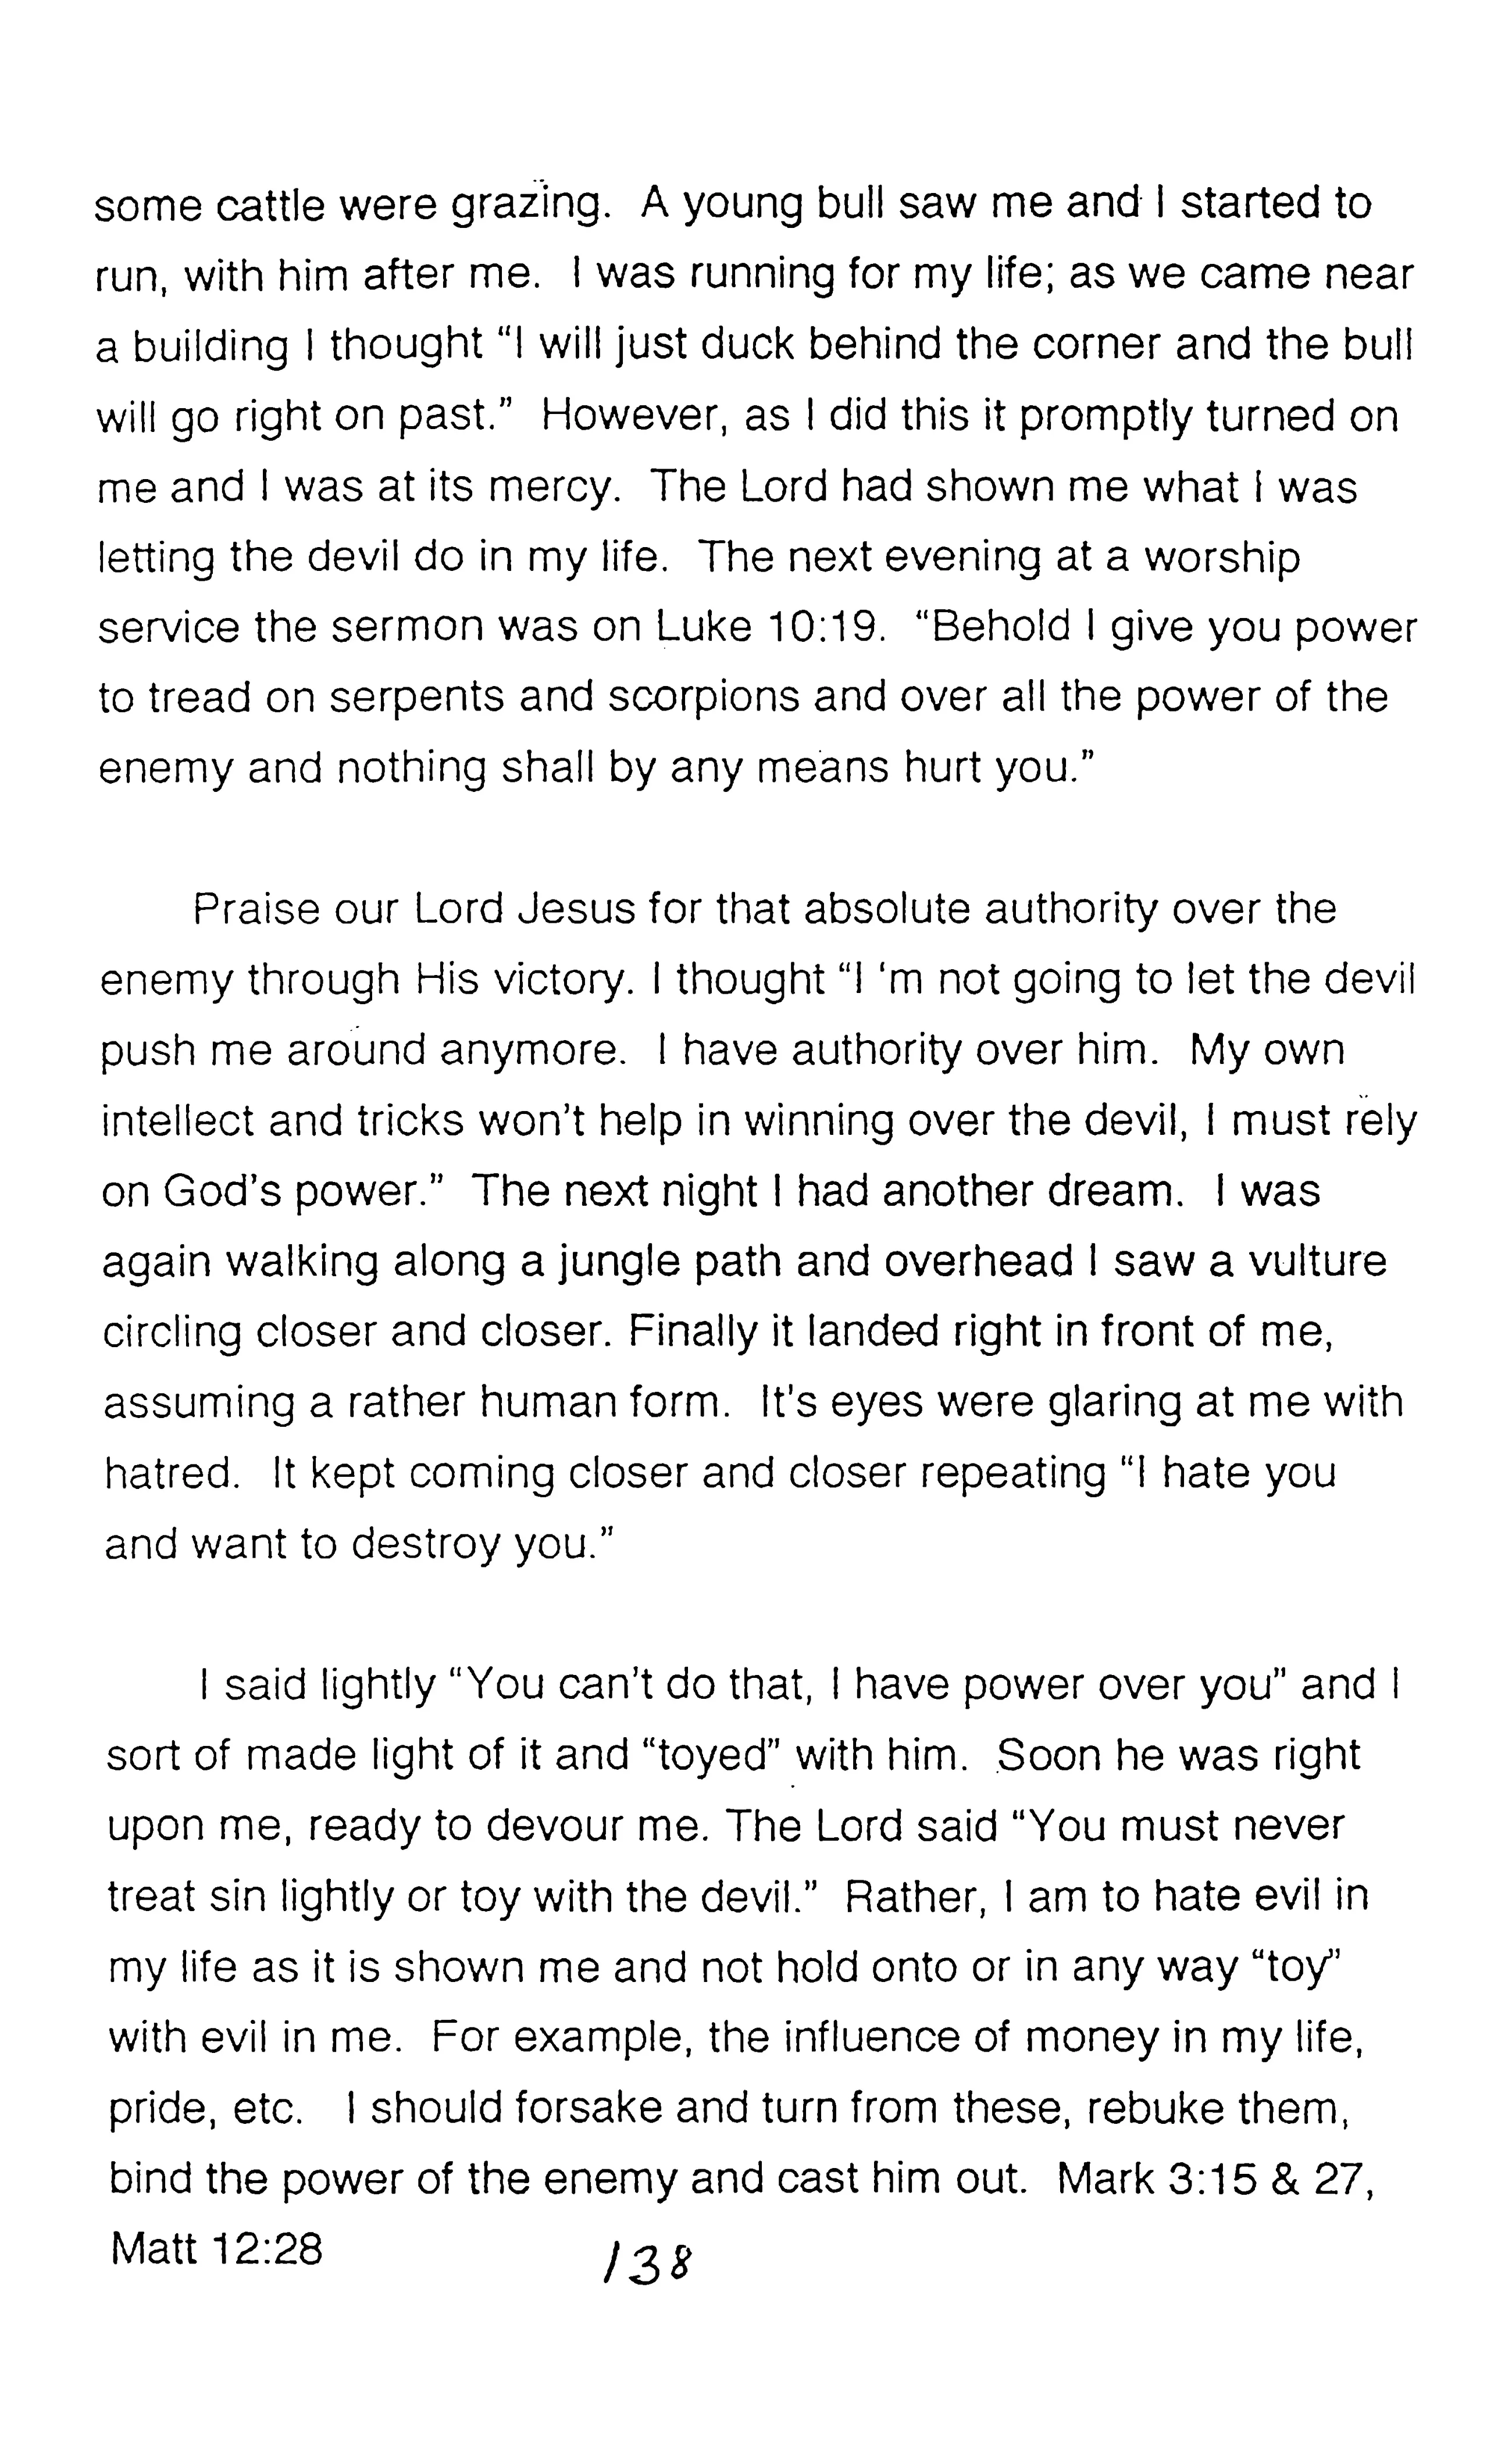 some cattle were grazing. A young bull saw me and I started to
run, with him after me. I was running for my life; as we came near
a building I thought “I will just duck behind the corner and the bull
will go right on past.” However, as I did this it promptly turned on
me and I was at its mercy. The Lord had shown me what I was
letting the devil do in my life. The next evening at a worship
service the sermon was on Luke 10:19. “Behold I give you power
to tread on serpents and scorpions and over all the power of the
enemy and nothing shall by any means hurt you.”
Praise our Lord Jesus for that absolute authority over the
enemy through His victory. I thought “I ‘m not going to let the devil
push me around anymore. I have authority over him. My own
intellect and tricks won’t help in winning over the devil, I must rely
on God’s power.” The next night I had another dream. I was
again walking along a jungle path and overhead I saw a vulture
circling closer and closer. Finally it landed right in front of me,
assuming a rather human form. It's eyes were glaring at me with
hatred. It kept coming closer and closer repeating “I hate you
and want to destroy you.”
I said lightly “You can’t do that, I have power over you” and I
sort of made light of it and “toyed” with him. Soon he was right
upon me, ready to devour me. The Lord said “You must never
treat sin lightly or toy with the devil.” Rather, I am to hate evil in
my life as it is shown me and not hold onto or in any way “toy”
with evil in me. For example, the influence of money in my life,
pride, etc. I should forsake and turn from these, rebuke them,
bind the power of the enemy and cast him out. Mark 3:15 & 27,
Matt 12:28
138